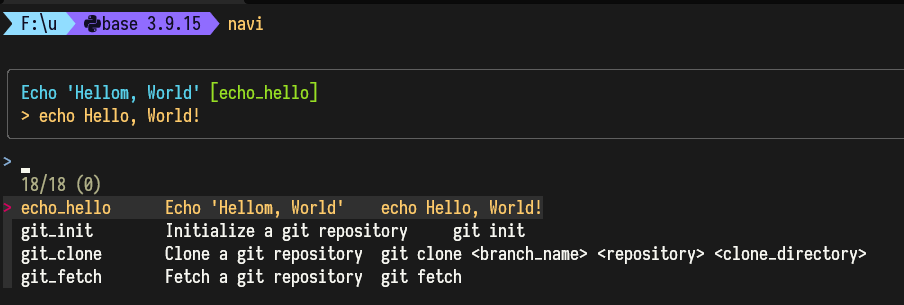 F:\u base 3.9.15 navi
Echo 'Hellom, World' [echo_hello]
> echo Hello, World!
>
18/18 (0)
> echo_hello Echo 'Hellom, World' echo Hello, World!
git_init Initialize a git repository git init
git_clone Clone a git repository git clone <branch_name> <repository> <clone_directory>
git_fetch Fetch a git repository git fetch